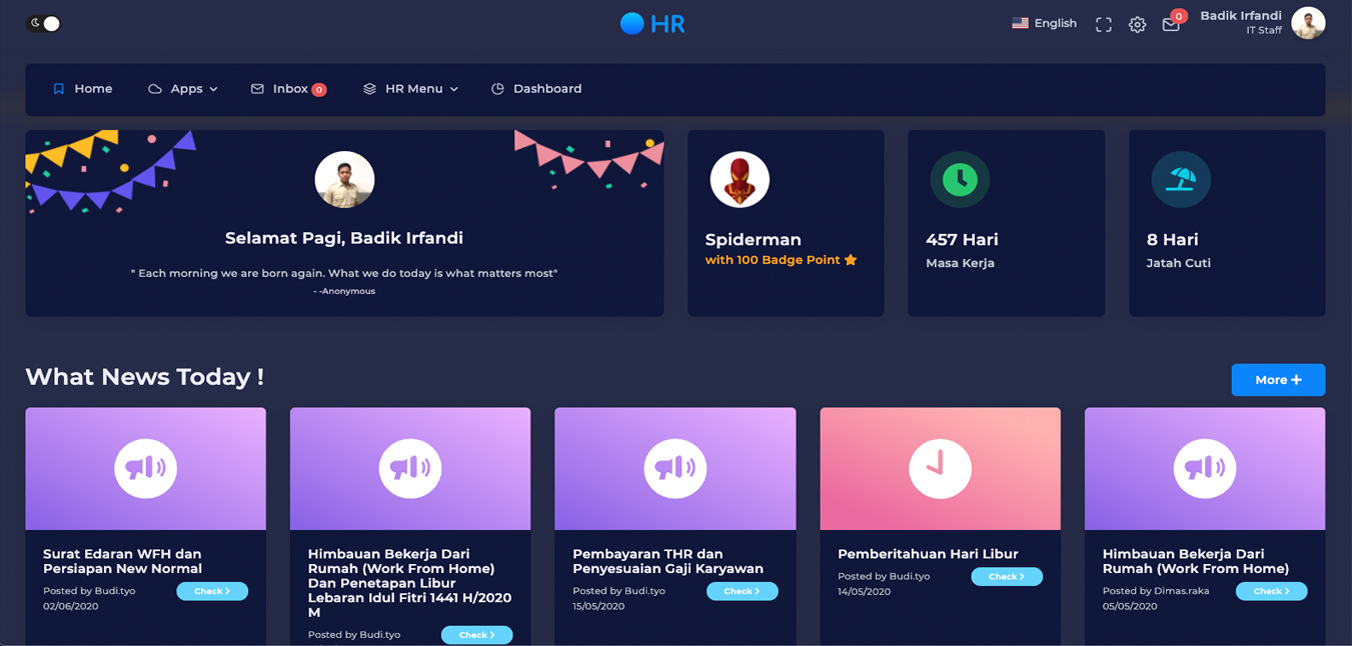 HR
English
0
Badik Irfandi
IT Staff
Home
Apps
Inbox 0
HR Menu
Dashboard
Selamat Pagi, Badik Irfandi
" Each morning we are born again. What we do today is what matters most"
- -Anonymous
Spiderman
with 100 Badge Point
457 Hari
Masa Kerja
8 Hari
Jatah Cuti
What News Today !
More +
Surat Edaran WFH dan
Persiapan New Normal
Posted by Budi.tyo
02/06/2020
Check >
Himbauan Bekerja Dari
Rumah (Work From Home)
Dan Penetapan Libur
Lebaran Idul Fitri 1441 H/2020
M
Posted by Budi.tyo
Check >
Pembayaran THR dan
Penyesuaian Gaji Karyawan
Posted by Budi.tyo
15/05/2020
Check >
Pemberitahuan Hari Libur
Posted by Budi.tyo
14/05/2020
Check >
Himbauan Bekerja Dari
Rumah (Work From Home)
Posted by Dimas.raka
05/05/2020
Check >